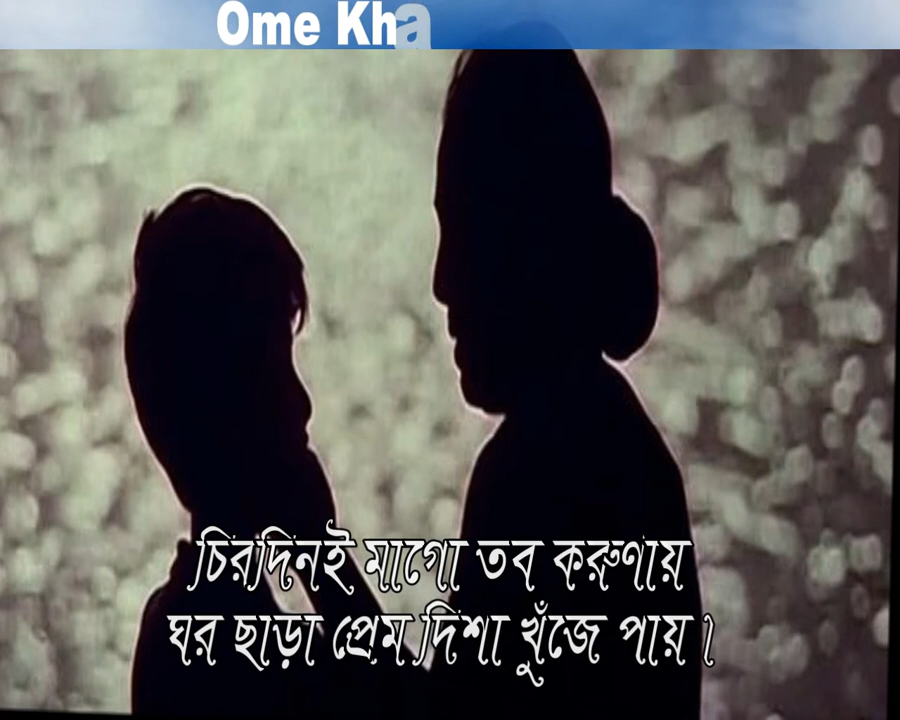 Ome Kha
চিরদিনই মাগো তব করুণায়
ঘর ছাড়া প্রেম দিশা খুঁজে পায়।